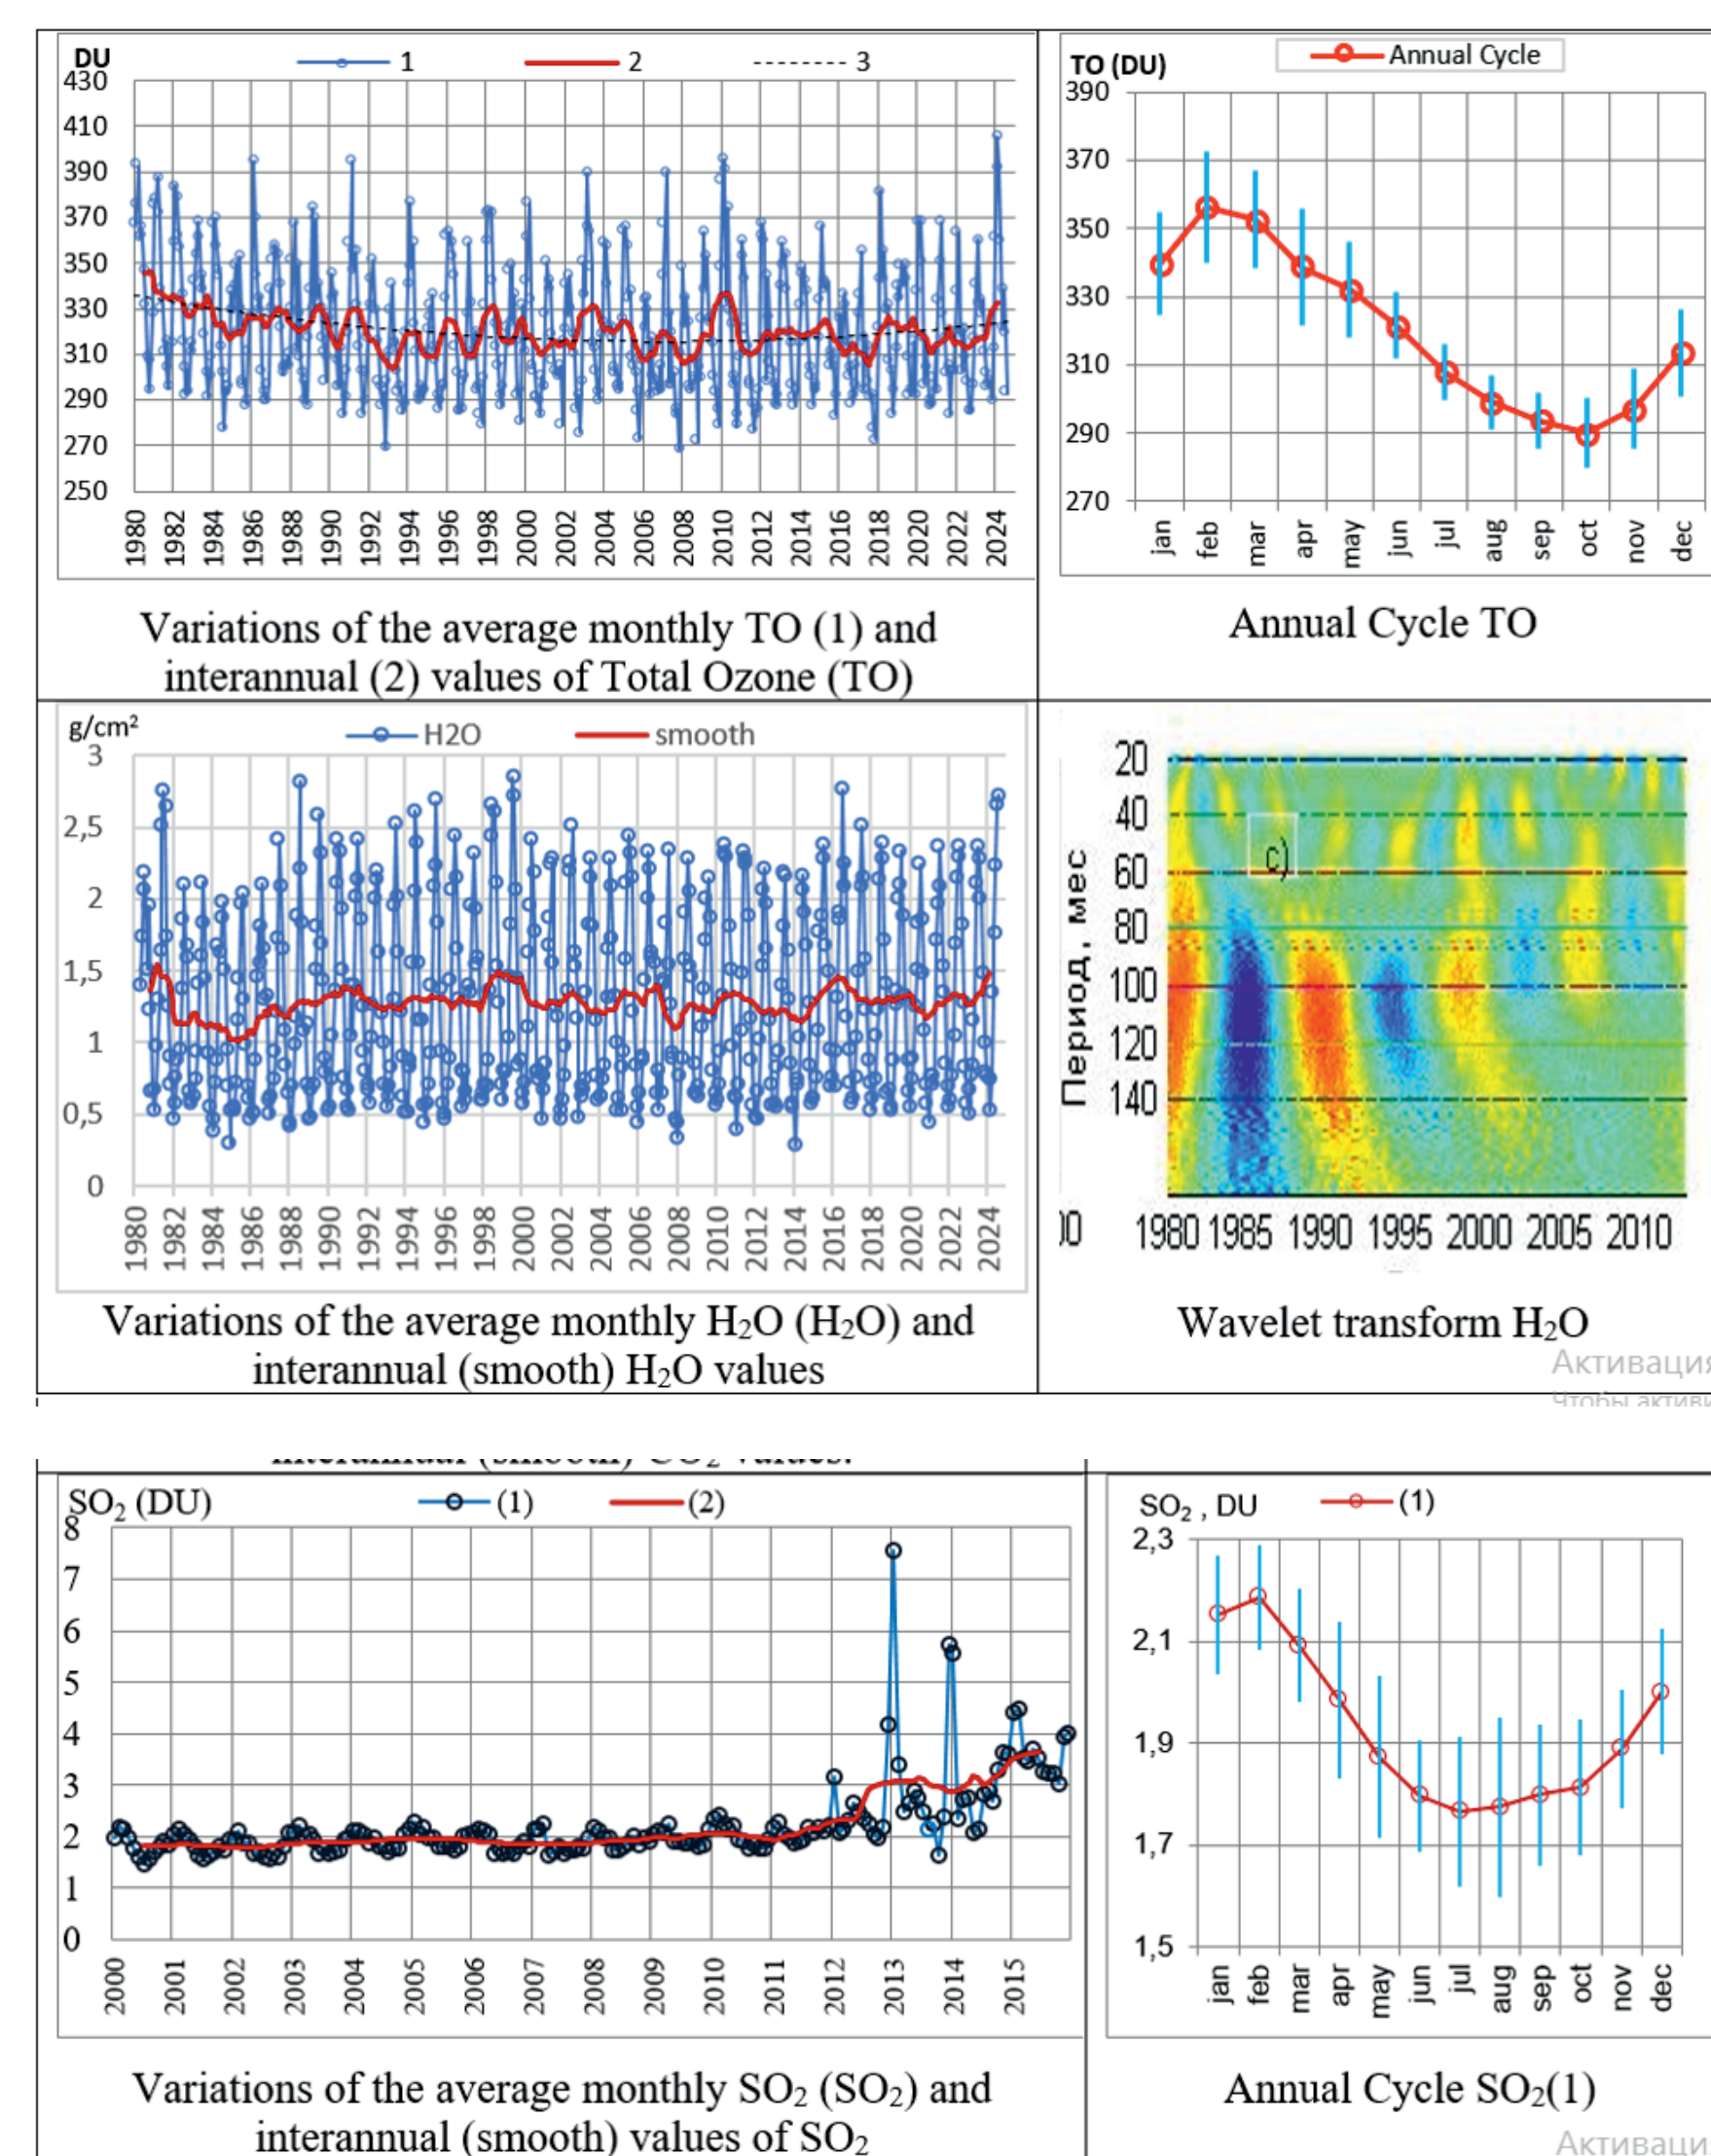 DU
1 2 3
430
410
390
370
350
330
310
290
270
250
1980 1982 1984 1986 1988 1990 1992 1994 1996 1998 2000 2002 2004 2006 2008 2010 2012 2014 2016 2018 2020 2022 2024
Variations of the average monthly TO (1) and
interannual (2) values of Total Ozone (TO)
TO (DU)
Annual Cycle
390
370
350
330
310
290
270
jan feb mar apr may jun jul aug sep oct nov dec
Annual Cycle TO
g/cm²
H2O smooth
3
2,5
2
1,5
1
0,5
0
1980 1982 1984 1986 1988 1990 1992 1994 1996 1998 2000 2002 2004 2006 2008 2010 2012 2014 2016 2018 2020 2022 2024
Variations of the average monthly H₂O (H₂O) and
interannual (smooth) H₂O values
Период, мес
20
40
60
80
100
120
140
c)
1980 1985 1990 1995 2000 2005 2010
Wavelet transform H₂O
Активация
Чтобы активи
interannual (smooth) CO₂ values.
SO₂ (DU)
(1) (2)
8
7
6
5
4
3
2
1
0
2000 2001 2002 2003 2004 2005 2006 2007 2008 2009 2010 2011 2012 2013 2014 2015
Variations of the average monthly SO₂ (SO₂) and
interannual (smooth) values of SO₂
SO₂ , DU
(1)
2,3
2,1
1,9
1,7
1,5
jan feb mar apr may jun jul aug sep oct nov dec
Annual Cycle SO₂(1)
Активаци